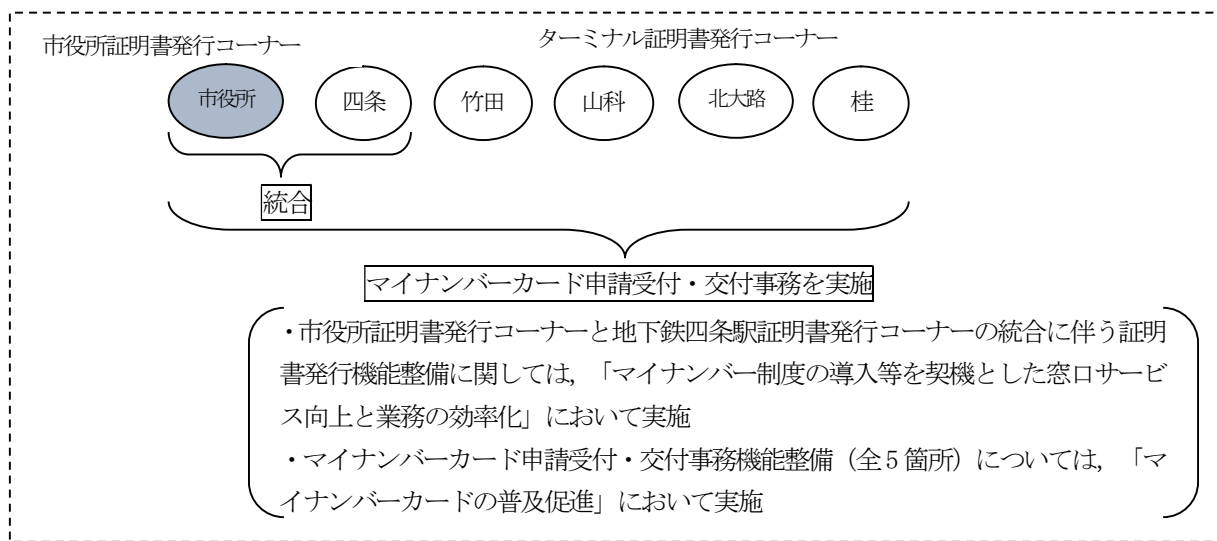 市役所証明書発行コーナー
ターミナル証明書発行コーナー
市役所
四条
竹田
山科
北大路
桂
統合
マイナンバーカード申請受付・交付事務を実施
・市役所証明書発行コーナーと地下鉄四条駅証明書発行コーナーの統合に伴う証明
書発行機能整備に関しては，「マイナンバー制度の導入等を契機とした窓口サービ
ス向上と業務の効率化」において実施
・マイナンバーカード申請受付・交付事務機能整備（全５箇所）については，「マ
イナンバーカードの普及促進」において実施